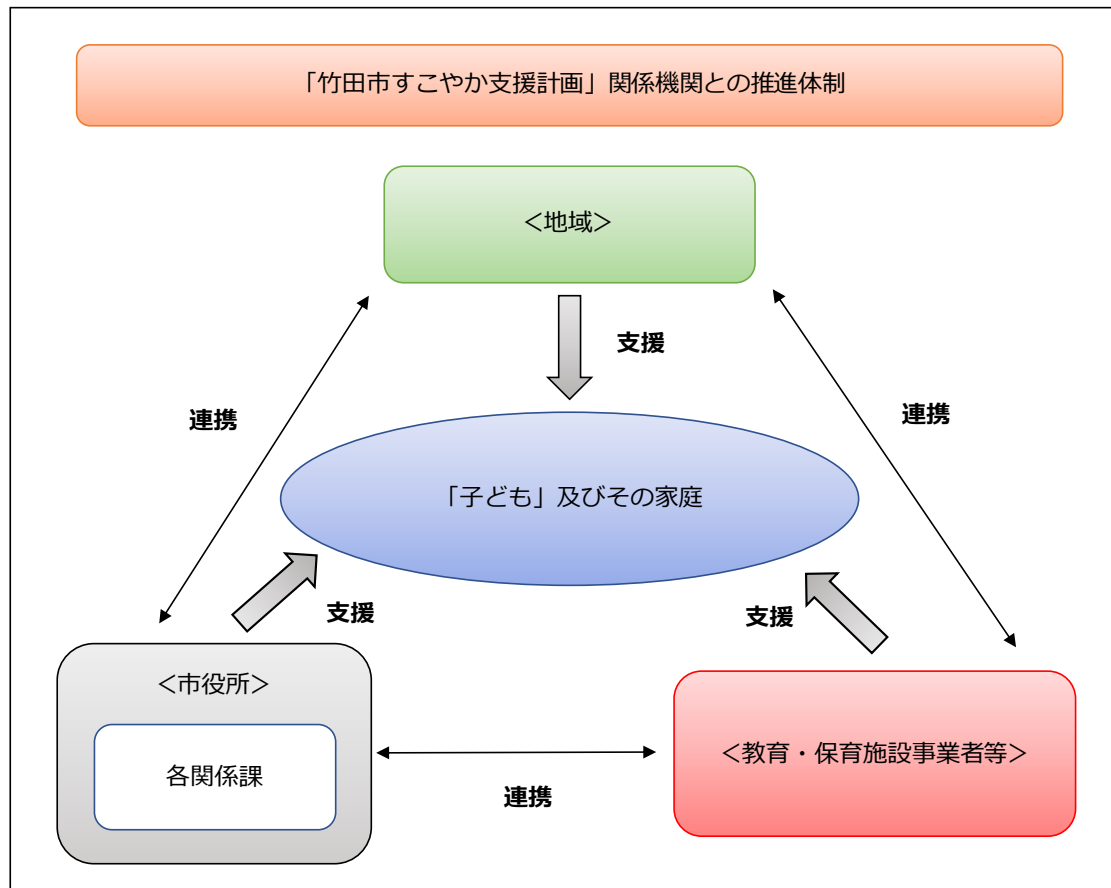 「竹田市すこやか支援計画」関係機関との推進体制
＜地域＞
支援
連携
連携
「子ども」及びその家庭
支援
支援
＜市役所＞
各関係課
＜教育・保育施設事業者等＞
連携